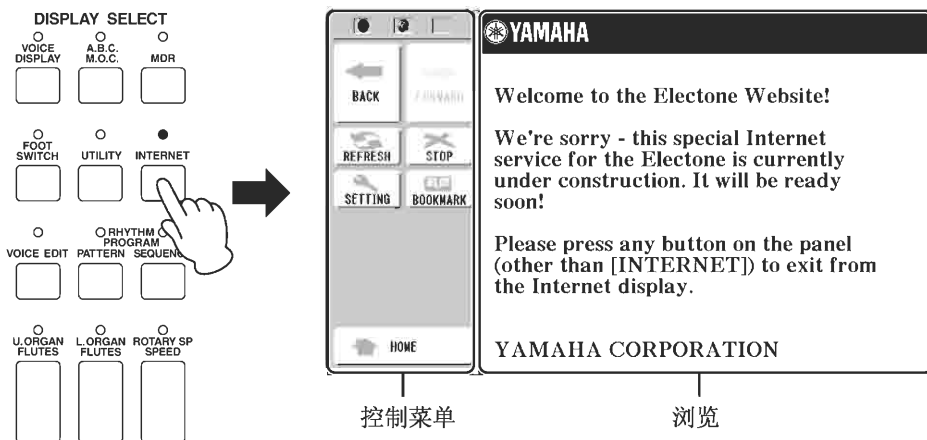 DISPLAY SELECT
VOICE DISPLAY
A.B.C. M.O.C.
MDR
FOOT SWITCH
UTILITY
INTERNET
RHYTHM PROGRAM
VOICE EDIT
PATTERN
U.ORGAN FLUTES
L.ORGAN FLUTES
ROTARY SP SPEED
BACK
FORWARD
REFRESH
STOP
SETTING
BOOKMARK
HOME
YAMAHA
Welcome to the Electone Website!
We're sorry - this special Internet
service for the Electone is currently
under construction. It will be ready
soon!
Please press any button on the panel
(other than [INTERNET]) to exit from
the Internet display.
YAMAHA CORPORATION
控制菜单
浏览